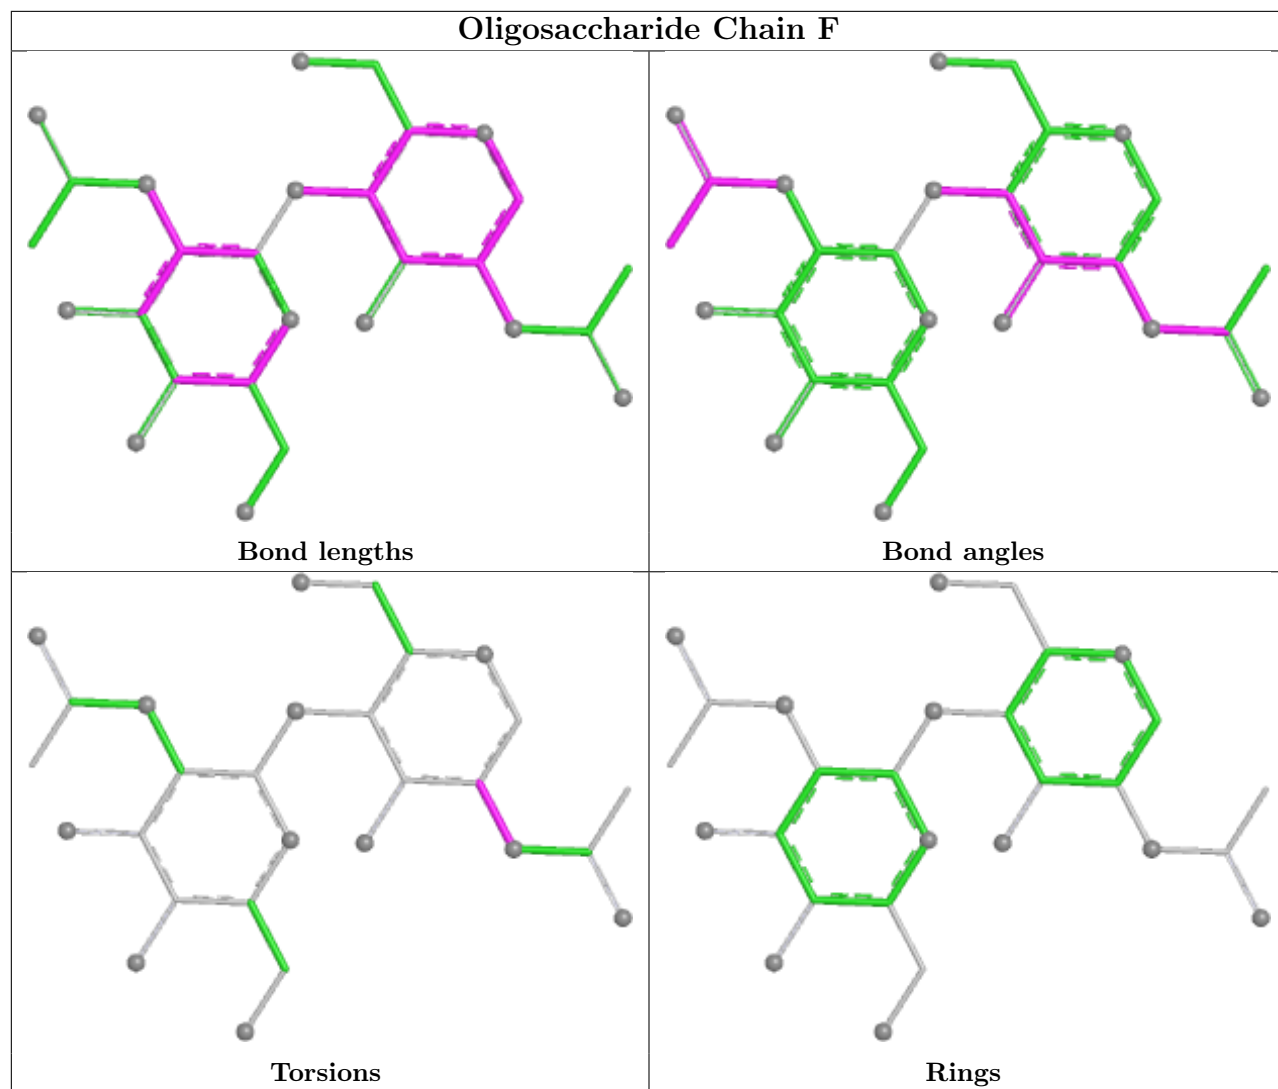 Oligosaccharide Chain F
Bond lengths
Bond angles
Torsions
Rings